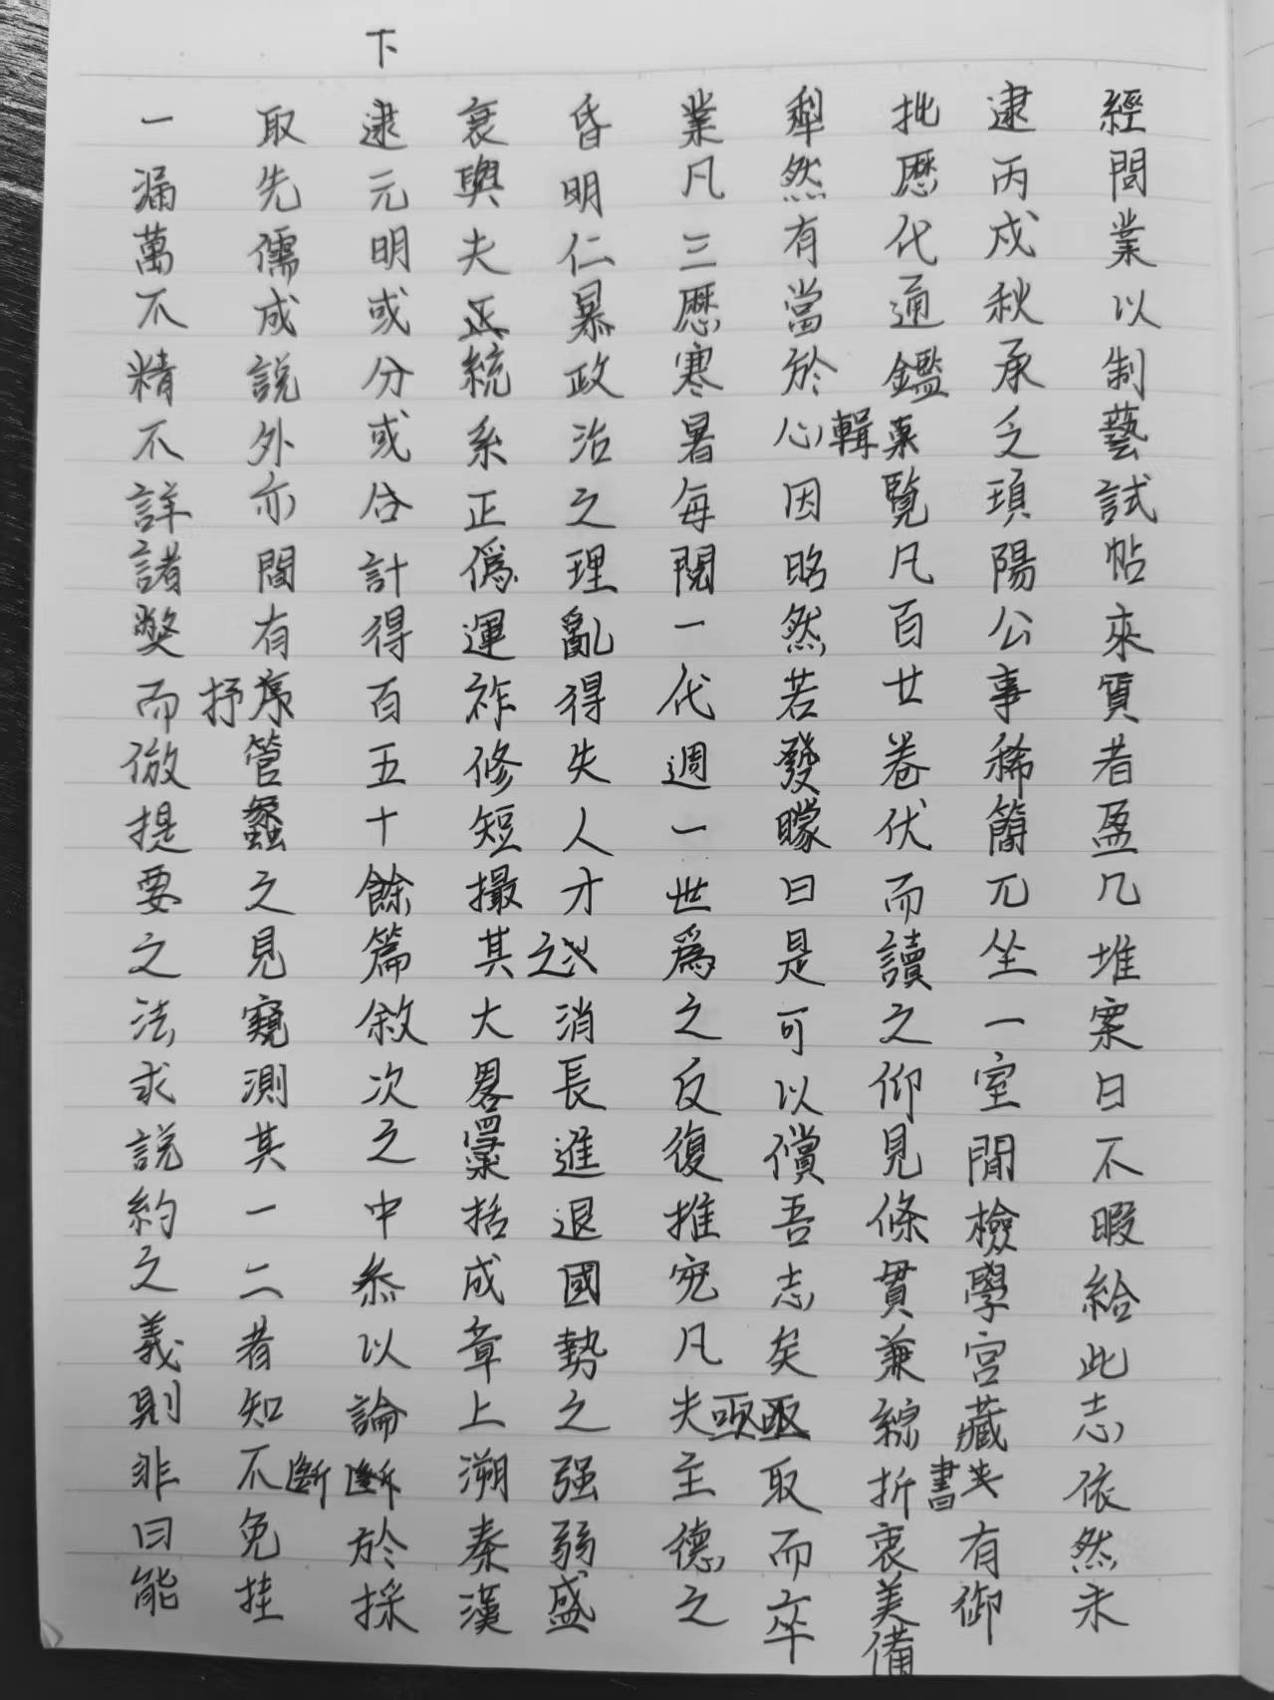 經問業以制藝試帖來質者盈几堆案日不暇給此志依然未
逮丙戍秋承乏項陽公事稀簡兀坐一室間檢學宮藏書有御
批歷代通鑑輯覽凡百廿卷伏而讀之仰見條貫兼綜折衷美備
犁然有當於心因昭然若發矇曰是可以償吾志矣亟取而卒
業凡三歷寒暑每閱一代週一世爲之反復推究凡夫主德之
昏明仁暴政治之理亂得失人才之消長進退國勢之强弱盛
衰與夫正統系正僞運祚修短撮其大畧櫽括成章上溯秦漢
下
逮元明或分或合計得百五十餘篇敘次之中叅以論斷於採
取先儒成說外亦間有抒管蠡之見窺測其一二者知不免挂
一漏萬不精不詳諸獘而倣提要之法求說約之義則非曰能